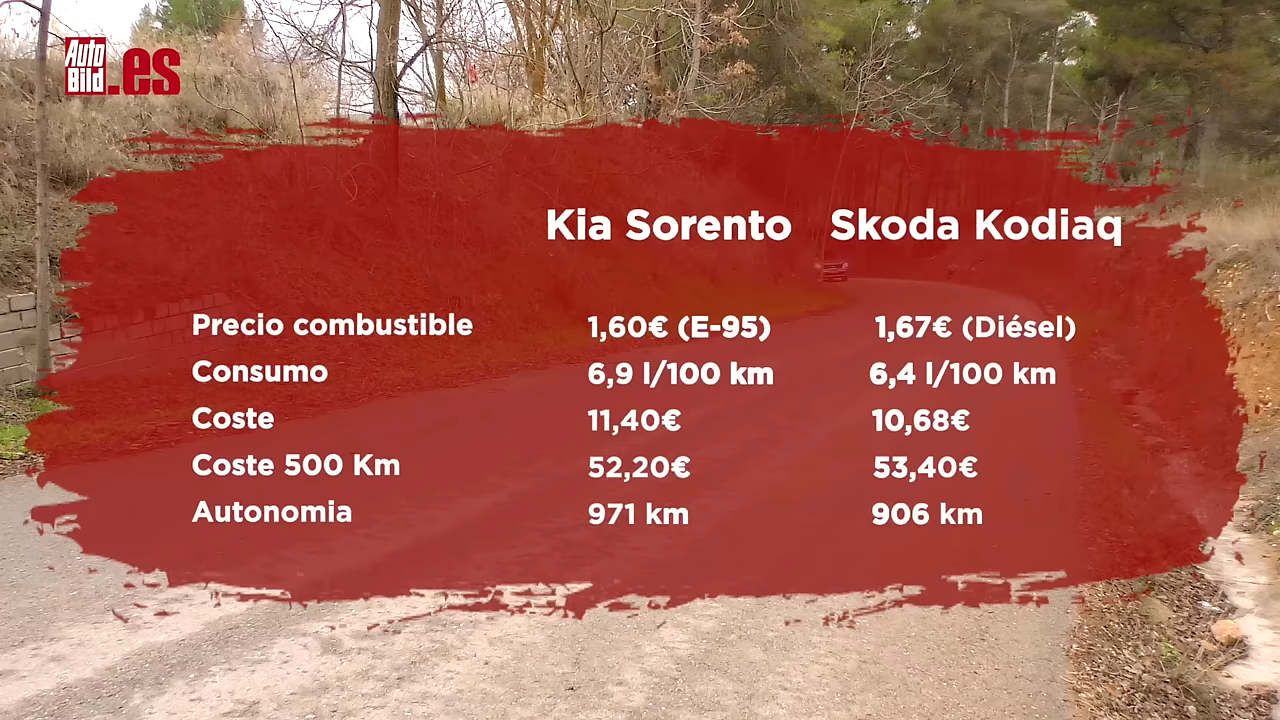 Auto
Bild.es
Kia Sorento Skoda Kodiaq
Precio combustible 1,60€ (E-95) 1,67€ (Diésel)
Consumo 6,9 l/100 km 6,4 l/100 km
Coste 11,40€ 10,68€
Coste 500 Km 52,20€ 53,40€
Autonomia 971 km 906 km